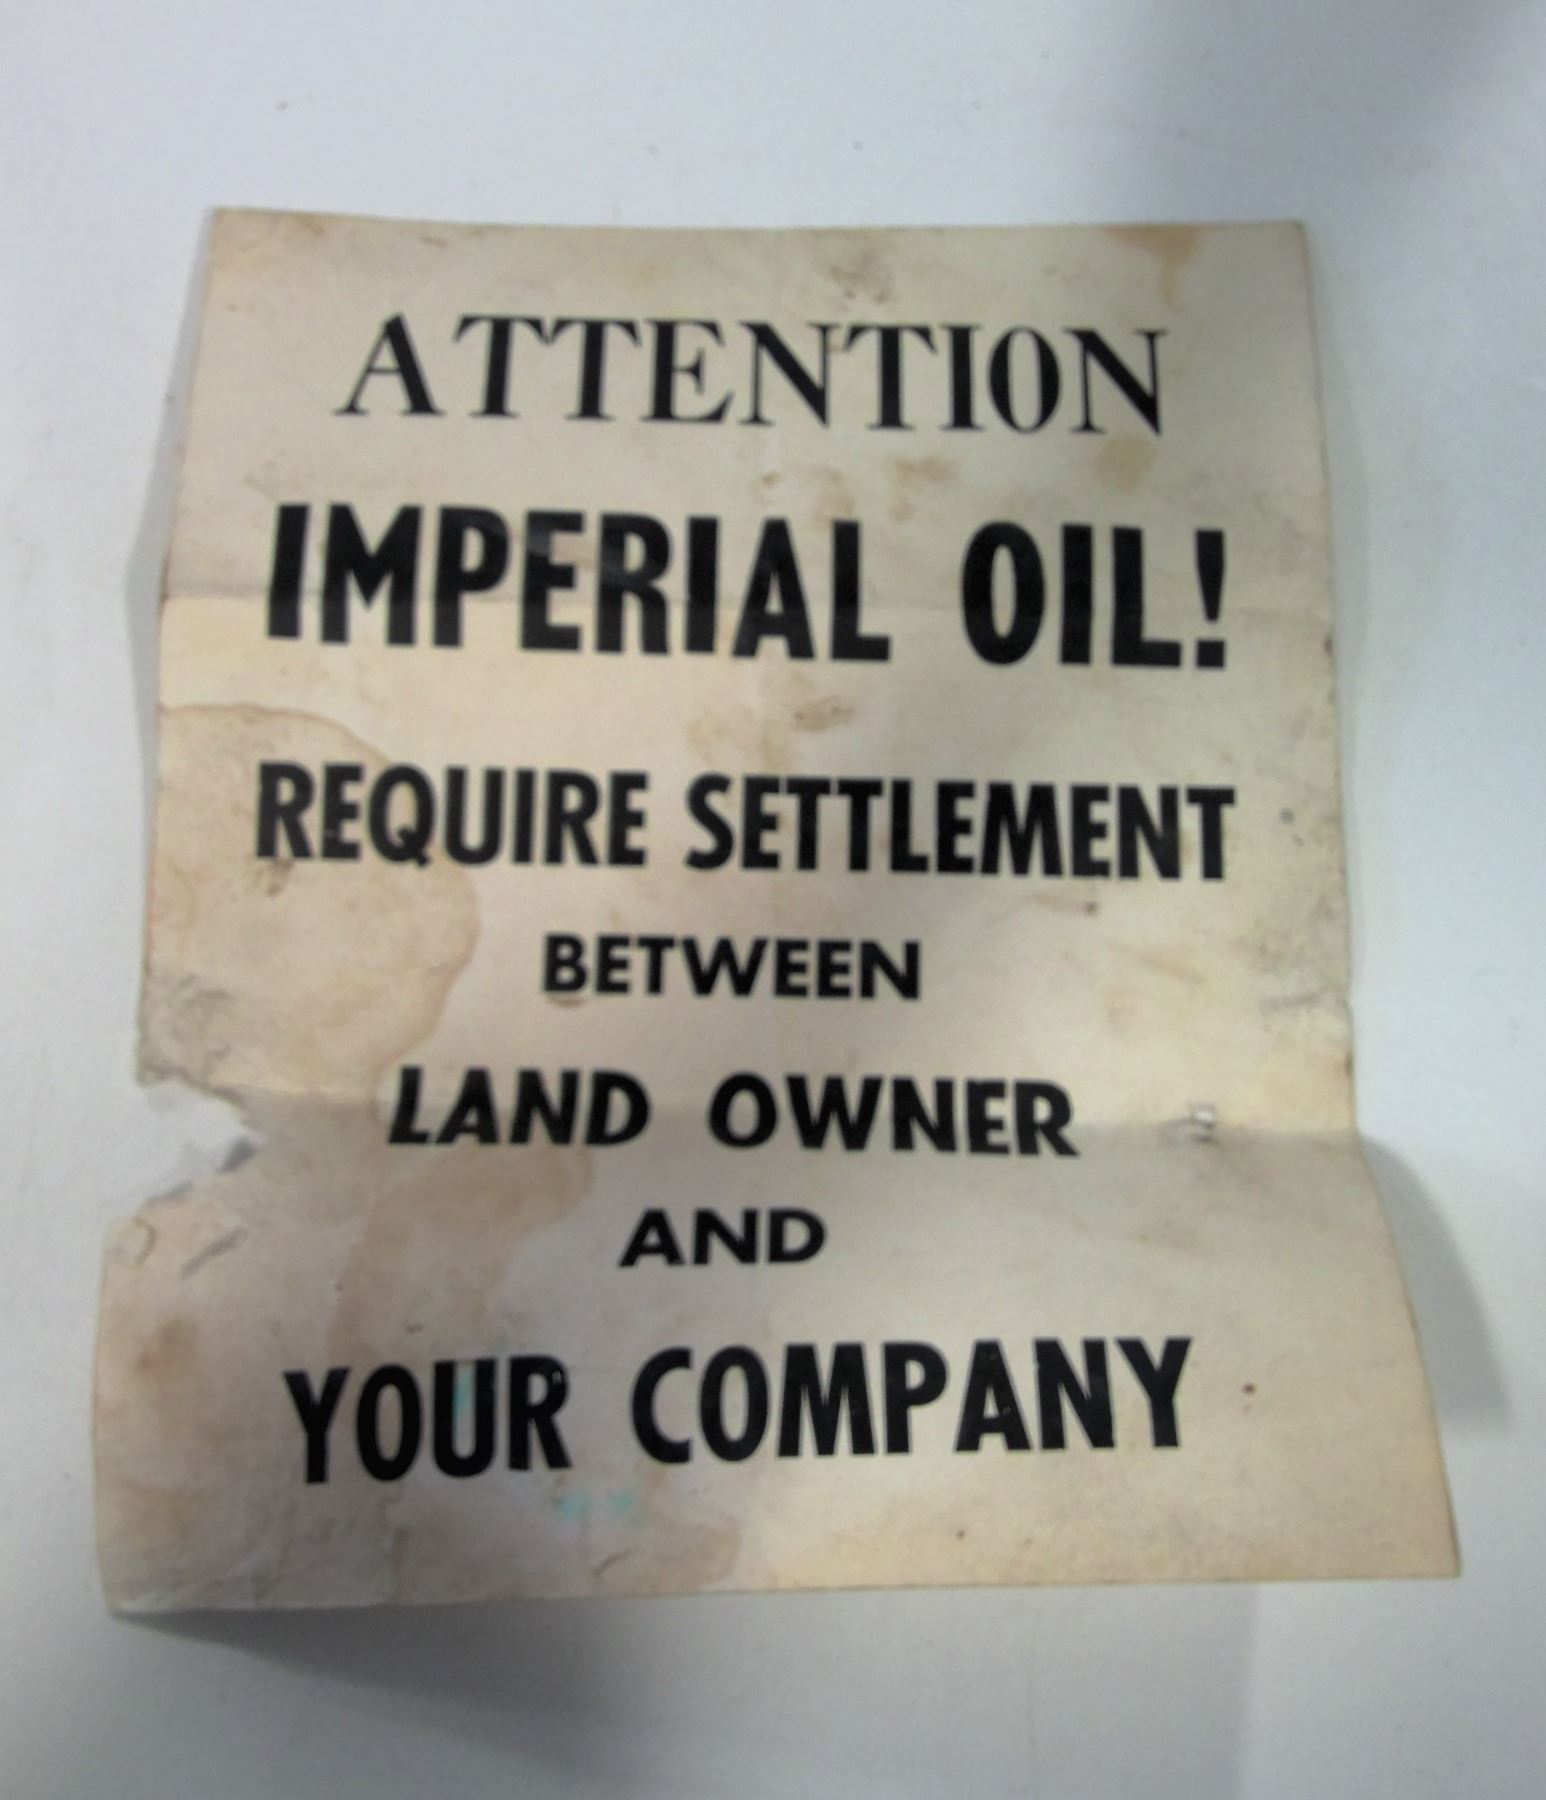 ATTENTION
IMPERIAL OIL!
REQUIRE SETTLEMENT
BETWEEN
LAND OWNER
AND
YOUR COMPANY